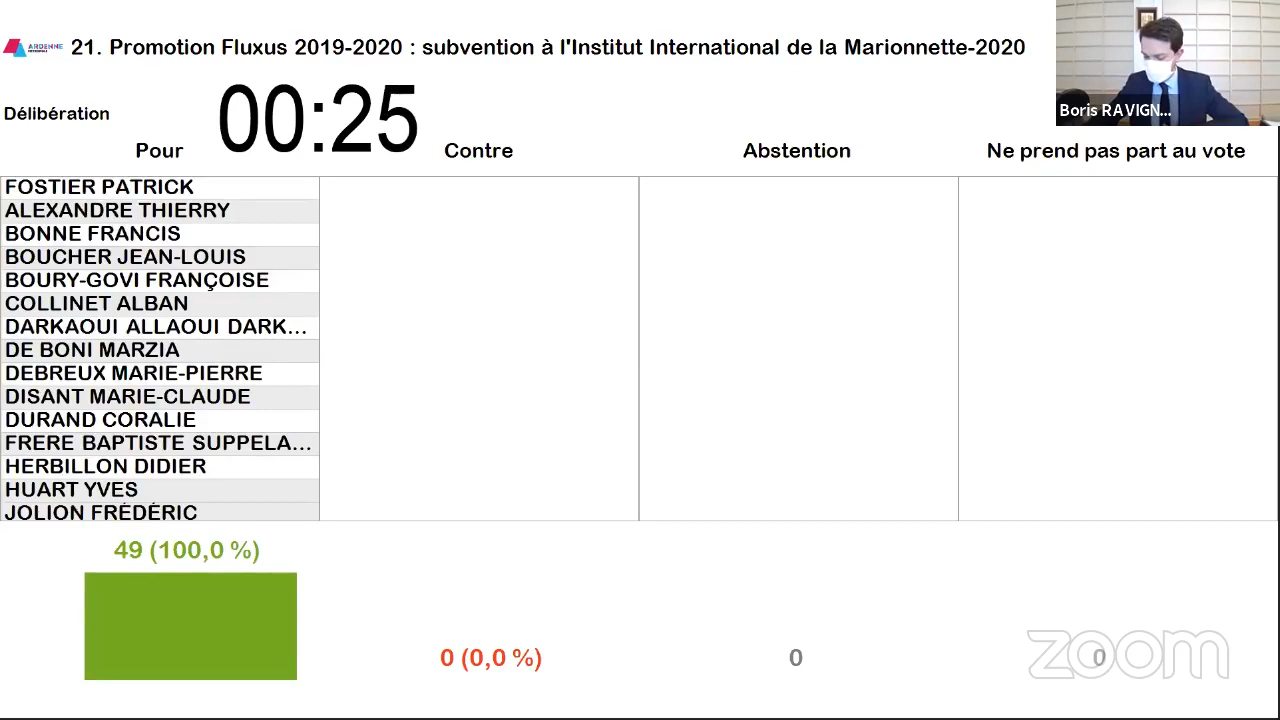 ARDENNE
21. Promotion Fluxus 2019-2020 : subvention à l'Institut International de la Marionnette-2020
Boris RAVIGN...
Délibération
00:25
Pour
Contre
Abstention
Ne prend pas part au vote
FOSTIER PATRICK
ALEXANDRE THIERRY
BONNE FRANCIS
BOUCHER JEAN-LOUIS
BOURY-GOVI FRANÇOISE
COLLINET ALBAN
DARKAOUI ALLAOUI DARK...
DE BONI MARZIA
DEBREUX MARIE-PIERRE
DISANT MARIE-CLAUDE
DURAND CORALIE
FRERE BAPTISTE SUPPELA...
HERBILLON DIDIER
HUART YVES
JOLION FRÉDÉRIC
49 (100,0 %)
0 (0,0 %)
0
0
zoom